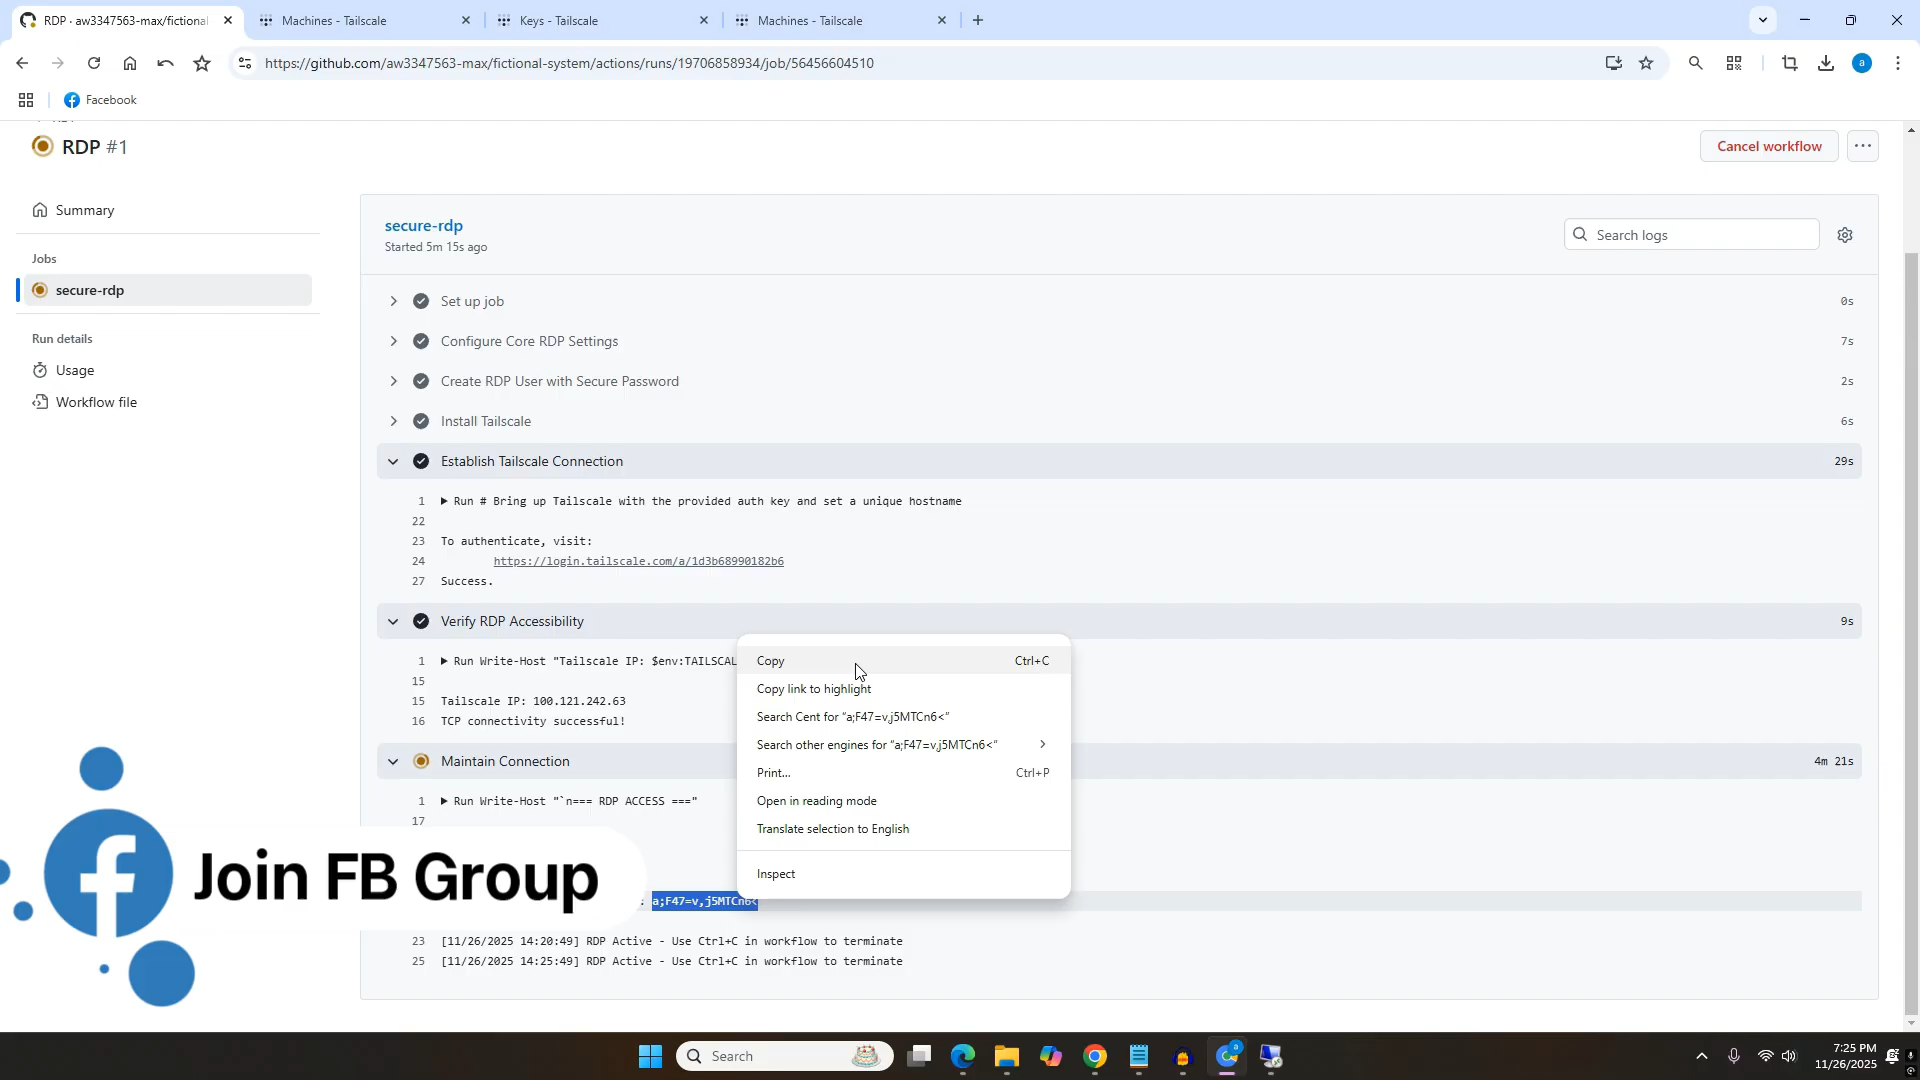 RDP · aw3347563-max/fictional
Machines - Tailscale
Keys - Tailscale
Machines - Tailscale
https://github.com/aw3347563-max/fictional-system/actions/runs/19706858934/job/56456604510
a
Facebook
RDP #1
Cancel workflow
Summary
Jobs
secure-rdp
Run details
Usage
Workflow file
secure-rdp
Started 5m 15s ago
Search logs
Set up job 0s
Configure Core RDP Settings 7s
Create RDP User with Secure Password 2s
Install Tailscale 6s
Establish Tailscale Connection 29s
1 Run # Bring up Tailscale with the provided auth key and set a unique hostname
22
23 To authenticate, visit:
24 https://login.tailscale.com/a/1d3b68990182b6
27 Success.
Verify RDP Accessibility 9s
1 Run Write-Host "Tailscale IP: $env:TAILSCAL
15
15 Tailscale IP: 100.121.242.63
16 TCP connectivity successful!
Maintain Connection 4m 21s
1 Run Write-Host "`n=== RDP ACCESS ==="
17
: a;F47=v,j5MTCn6<
23 [11/26/2025 14:20:49] RDP Active - Use Ctrl+C in workflow to terminate
25 [11/26/2025 14:25:49] RDP Active - Use Ctrl+C in workflow to terminate
Copy Ctrl+C
Copy link to highlight
Search Cent for “a;F47=v,j5MTCn6<”
Search other engines for “a;F47=v,j5MTCn6<”
Print... Ctrl+P
Open in reading mode
Translate selection to English
Inspect
Join FB Group
Search
a
7:25 PM
11/26/2025